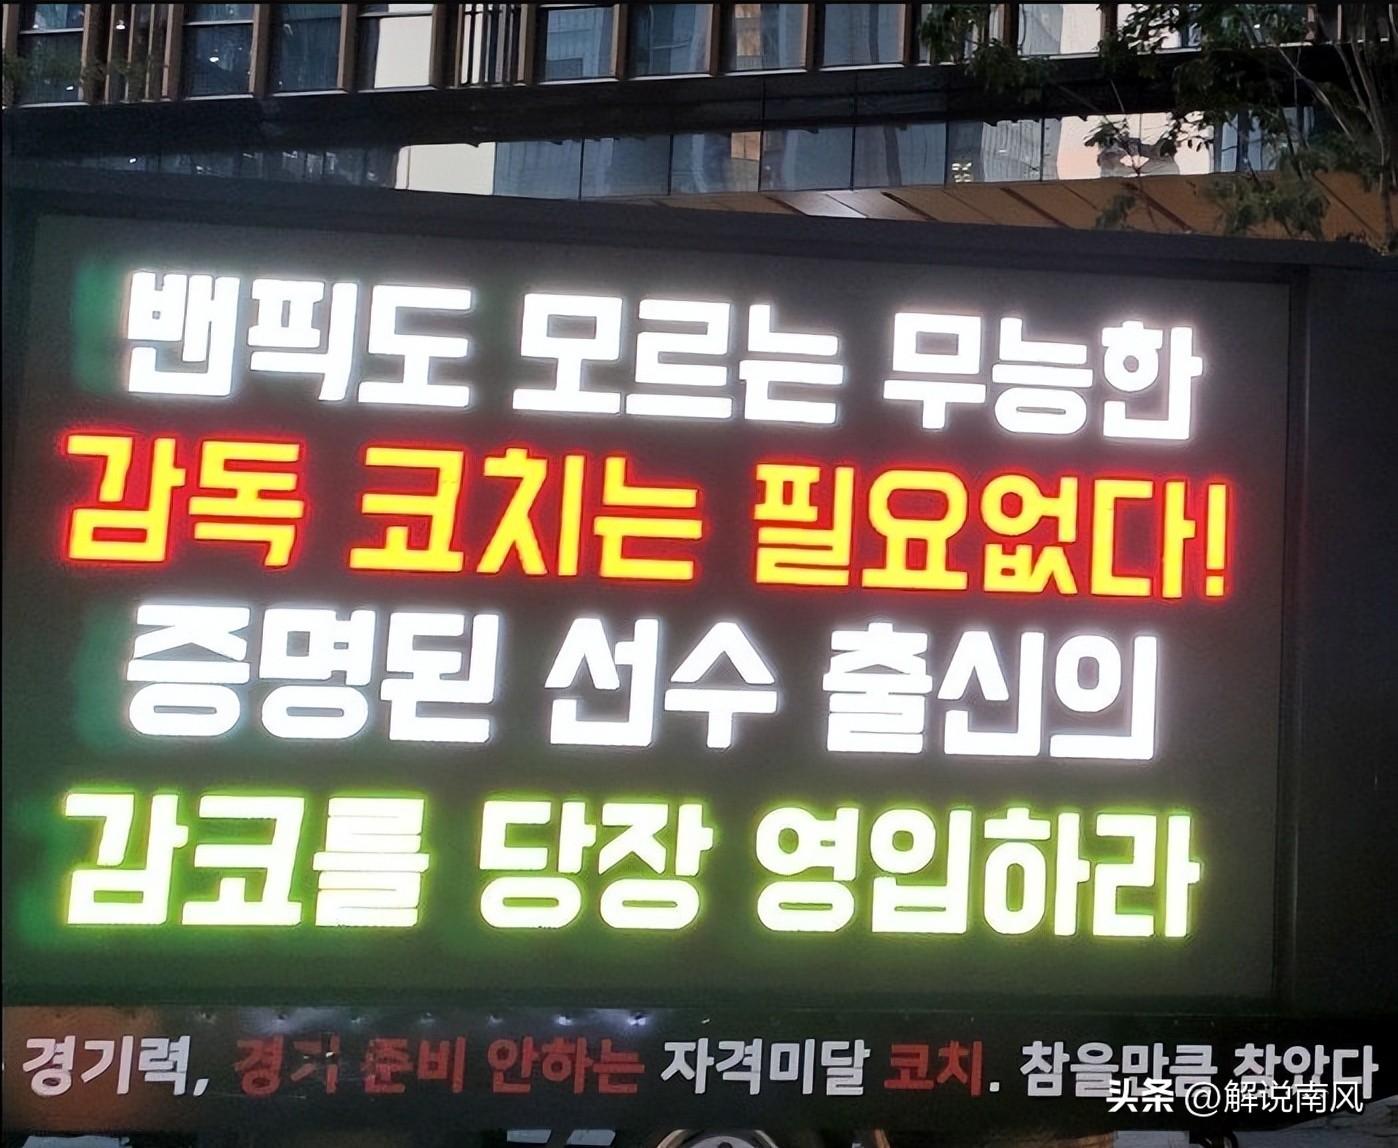 밴픽도 모르는 무능한
감독 코치는 필요없다!
증명된 선수 출신의
감코를 당장 영입하라
경기력, 경기 준비 안하는 자격미달 코치. 참을만큼 참았다
头条 @解说南风